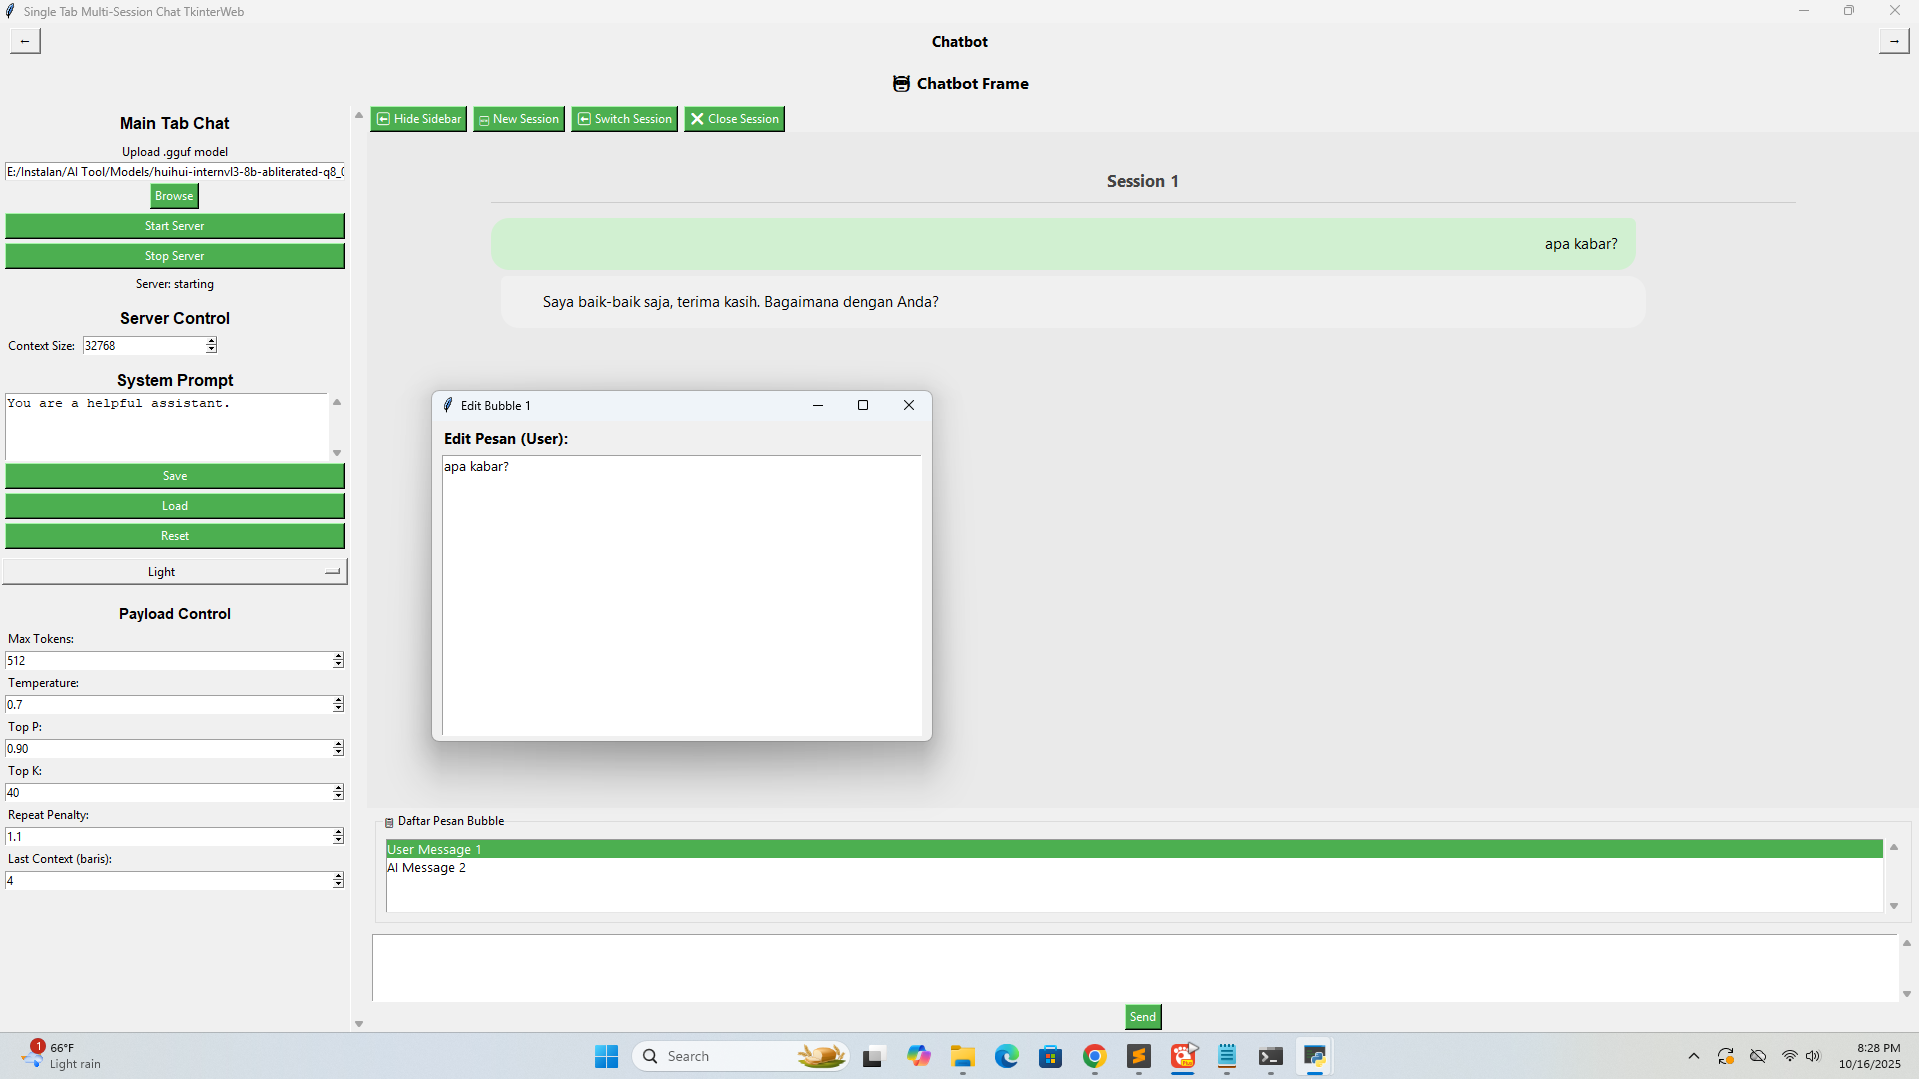 Single Tab Multi-Session Chat TkinterWeb
←
Chatbot
→
Chatbot Frame
Main Tab Chat
Upload .gguf model
E:/Instalan/AI Tool/Models/huihui-internvl3-8b-abliterated-q8_0
Browse
Start Server
Stop Server
Server: starting
Server Control
Context Size: 32768
System Prompt
You are a helpful assistant.
Save
Load
Reset
Light
Payload Control
Max Tokens:
512
Temperature:
0.7
Top P:
0.90
Top K:
40
Repeat Penalty:
1.1
Last Context (baris):
4
Hide Sidebar
New Session
Switch Session
Close Session
Session 1
apa kabar?
Saya baik-baik saja, terima kasih. Bagaimana dengan Anda?
Edit Bubble 1
Edit Pesan (User):
apa kabar?
Daftar Pesan Bubble
User Message 1
AI Message 2
Send
1
66°F
Light rain
Search
8:28 PM
10/16/2025